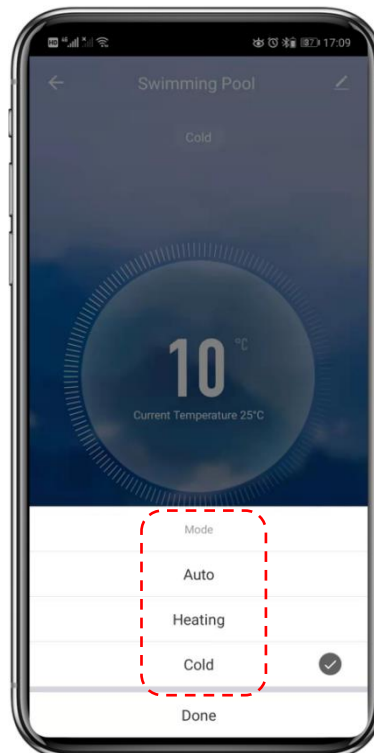 17:09
Swimming Pool
Cold
10 °C
Current Temperature 25°C
Mode
Auto
Heating
Cold
Done